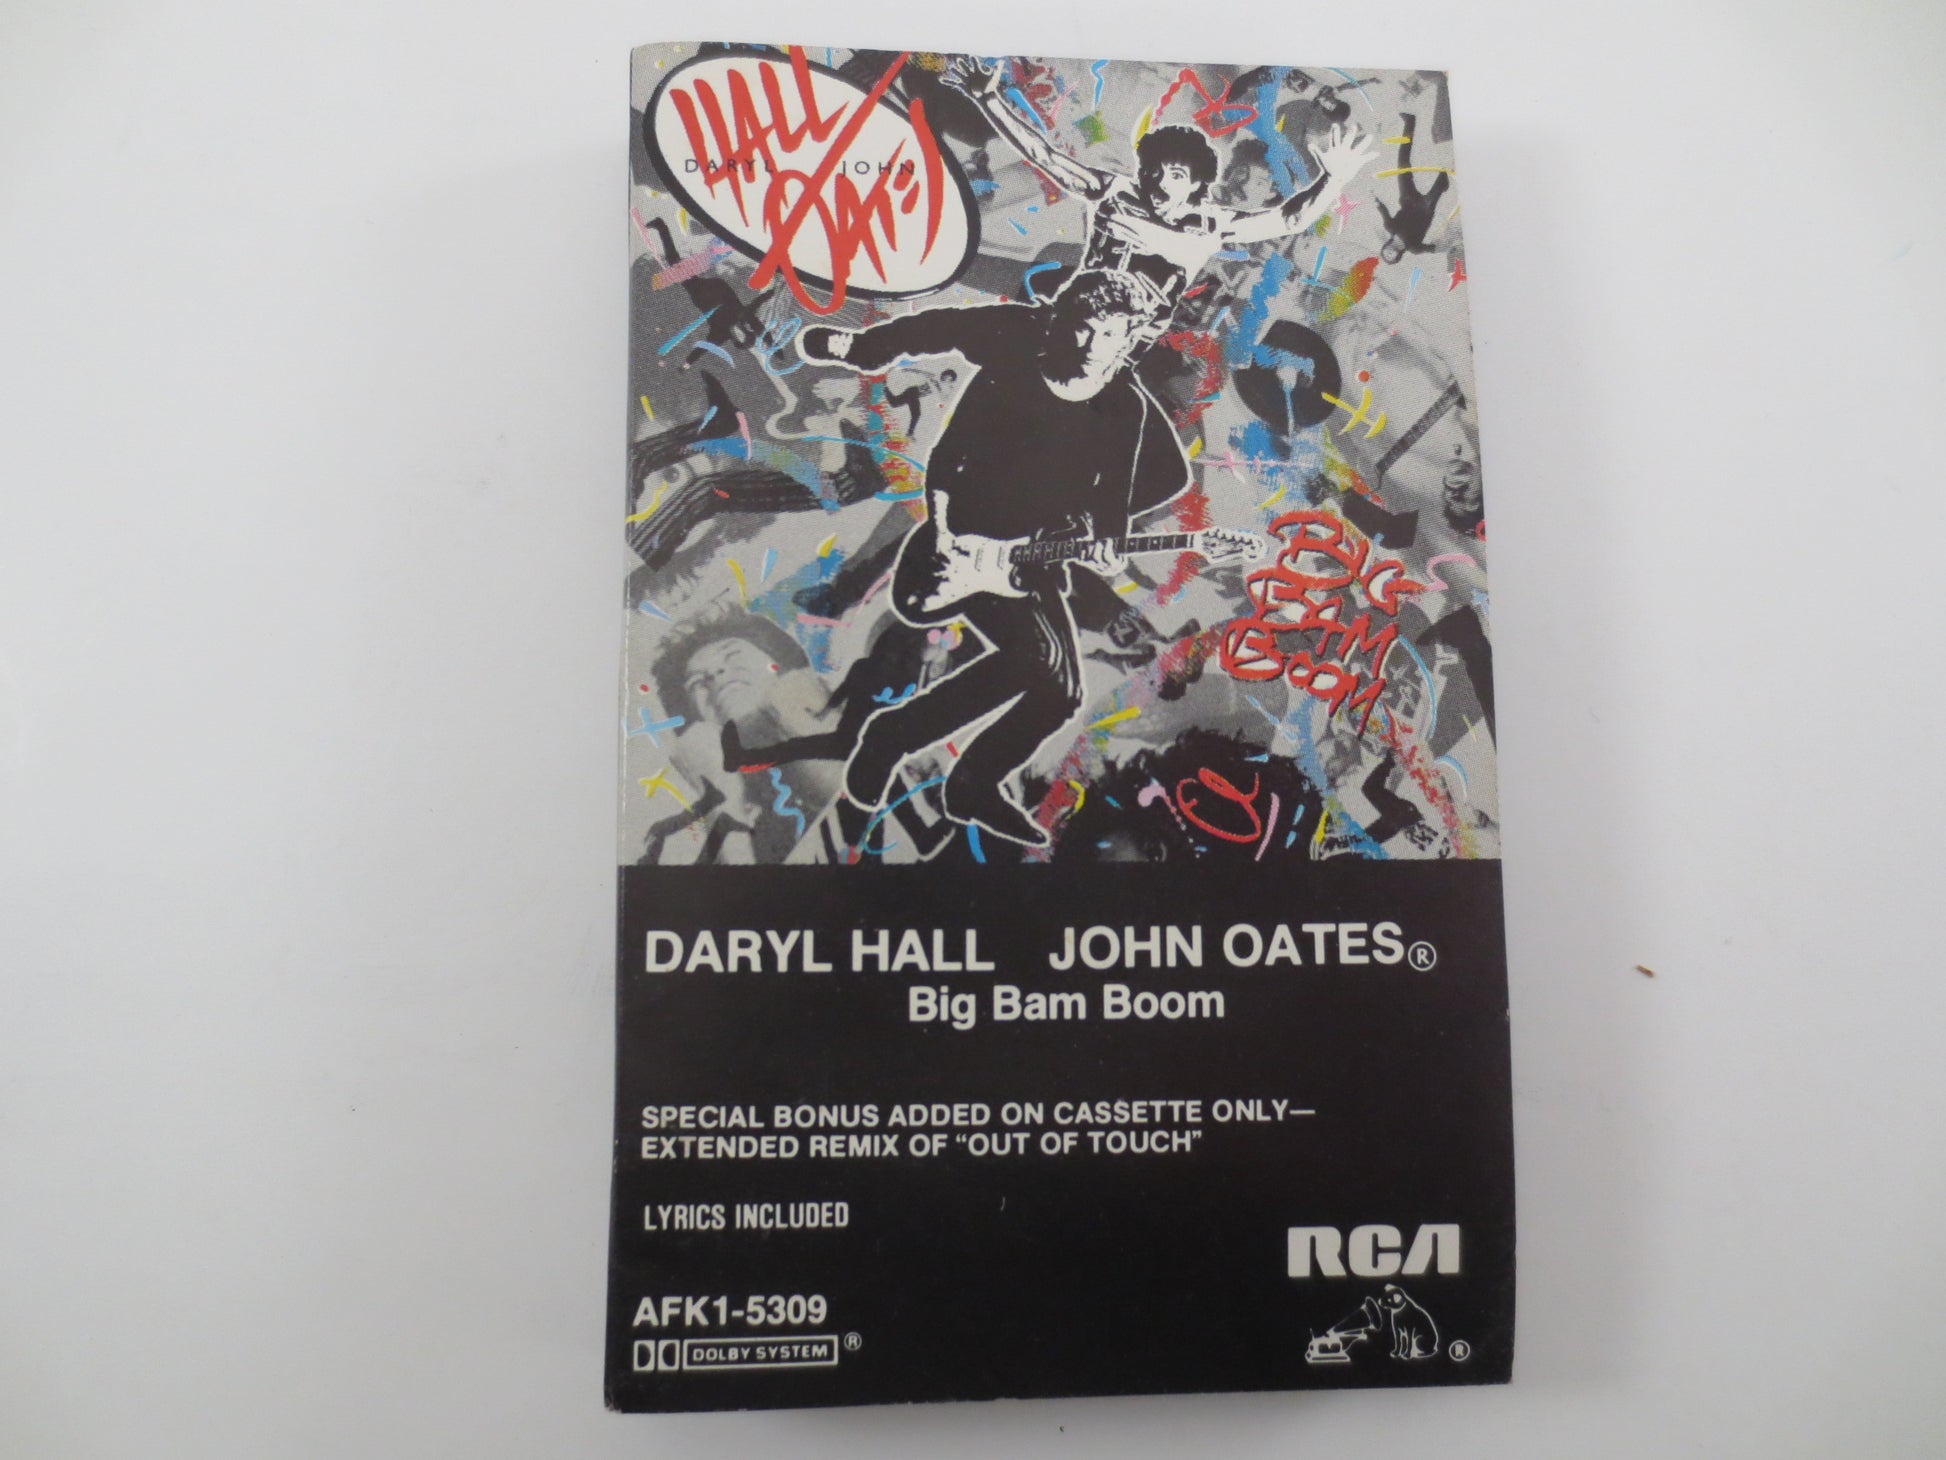 HALL
DARYL JOHN
OATES
BIG
BAM
BOOM
DARYL HALL JOHN OATES®
Big Bam Boom
SPECIAL BONUS ADDED ON CASSETTE ONLY—
EXTENDED REMIX OF “OUT OF TOUCH”
LYRICS INCLUDED
RCA
AFK1-5309
DOLBY SYSTEM ®
®